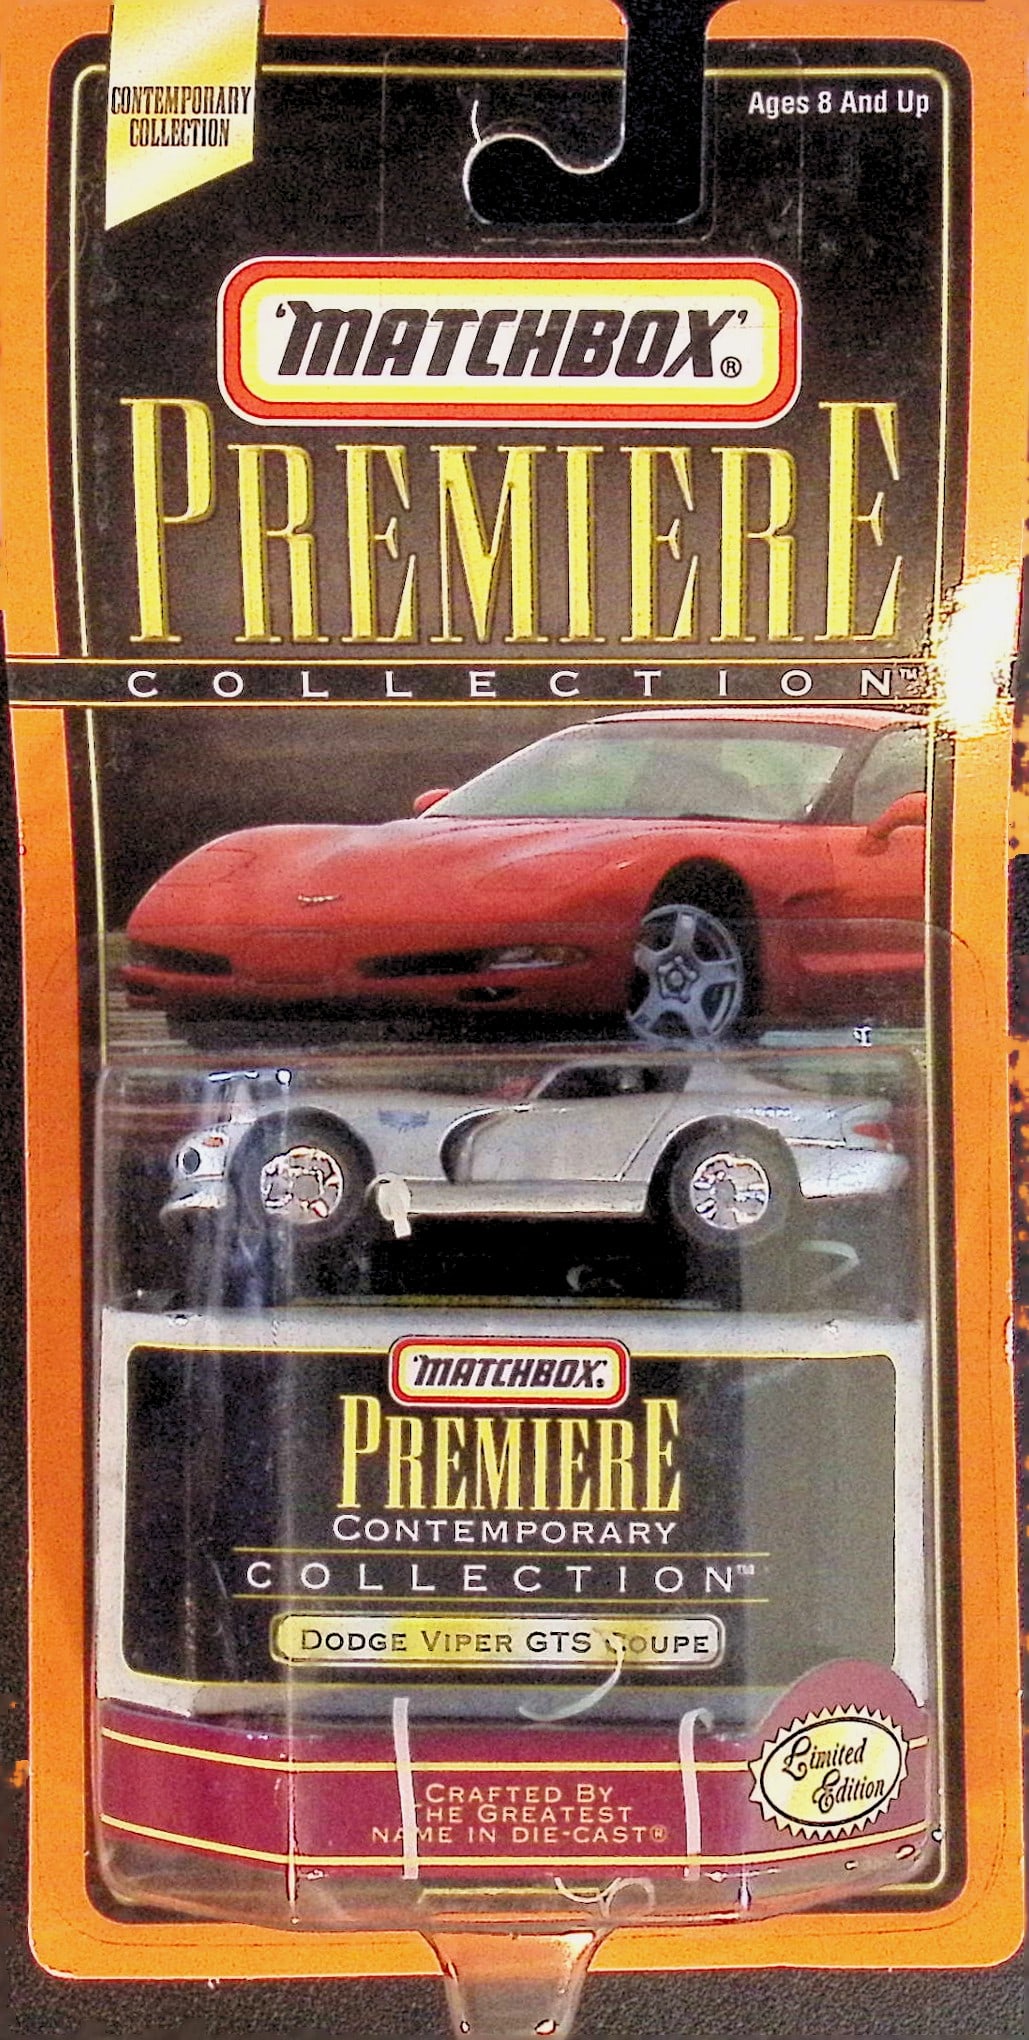 CONTEMPORARY
COLLECTION
Ages 8 And Up
'MATCHBOX'®
PREMIERE
COLLECTION™
'MATCHBOX'®
PREMIERE
CONTEMPORARY
COLLECTION™
DODGE VIPER GTS COUPE
CRAFTED BY
THE GREATEST
NAME IN DIE-CAST®
Limited
Edition